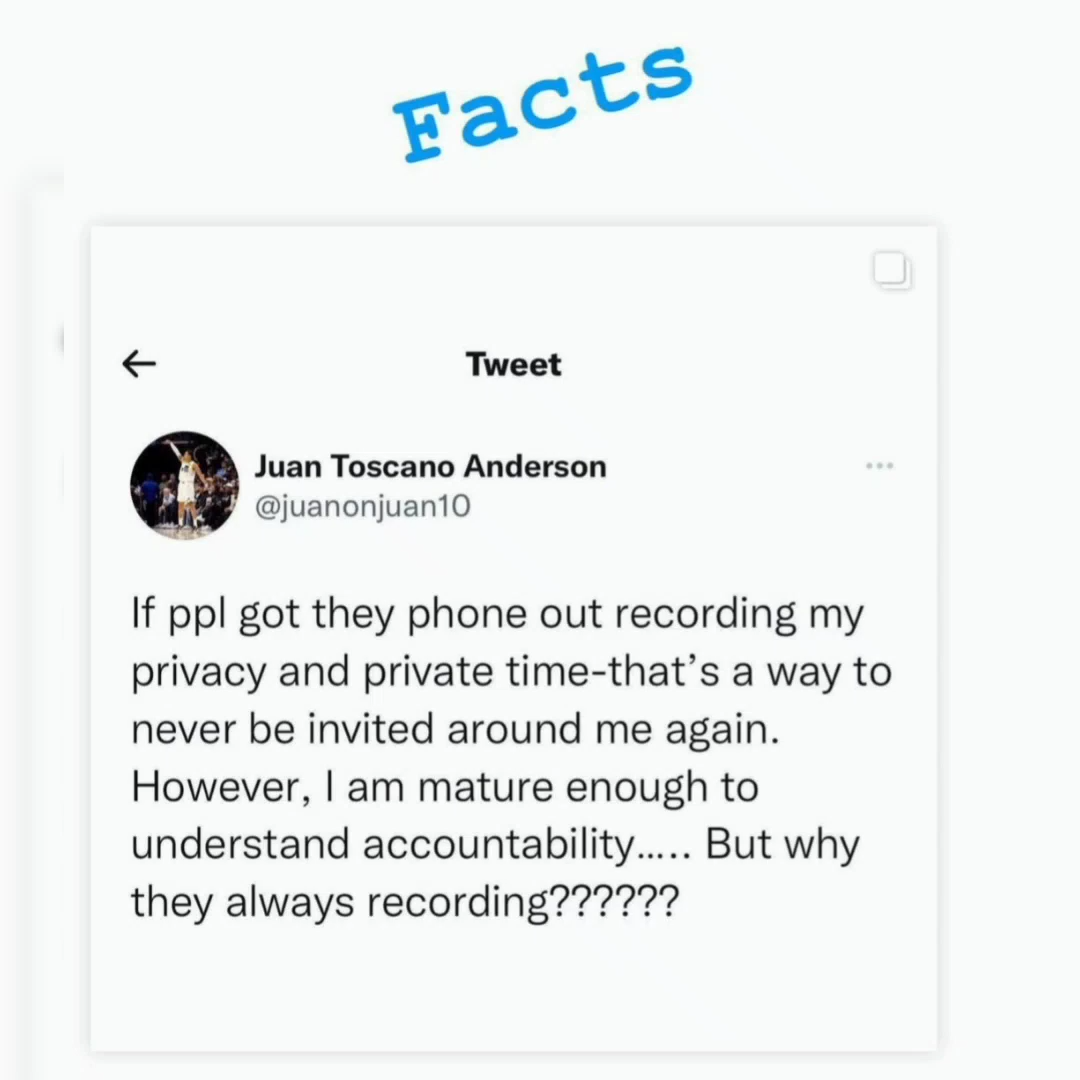 Facts
Tweet
Juan Toscano Anderson
@juanonjuan10
If ppl got they phone out recording my
privacy and private time-that’s a way to
never be invited around me again.
However, I am mature enough to
understand accountability..... But why
they always recording??????